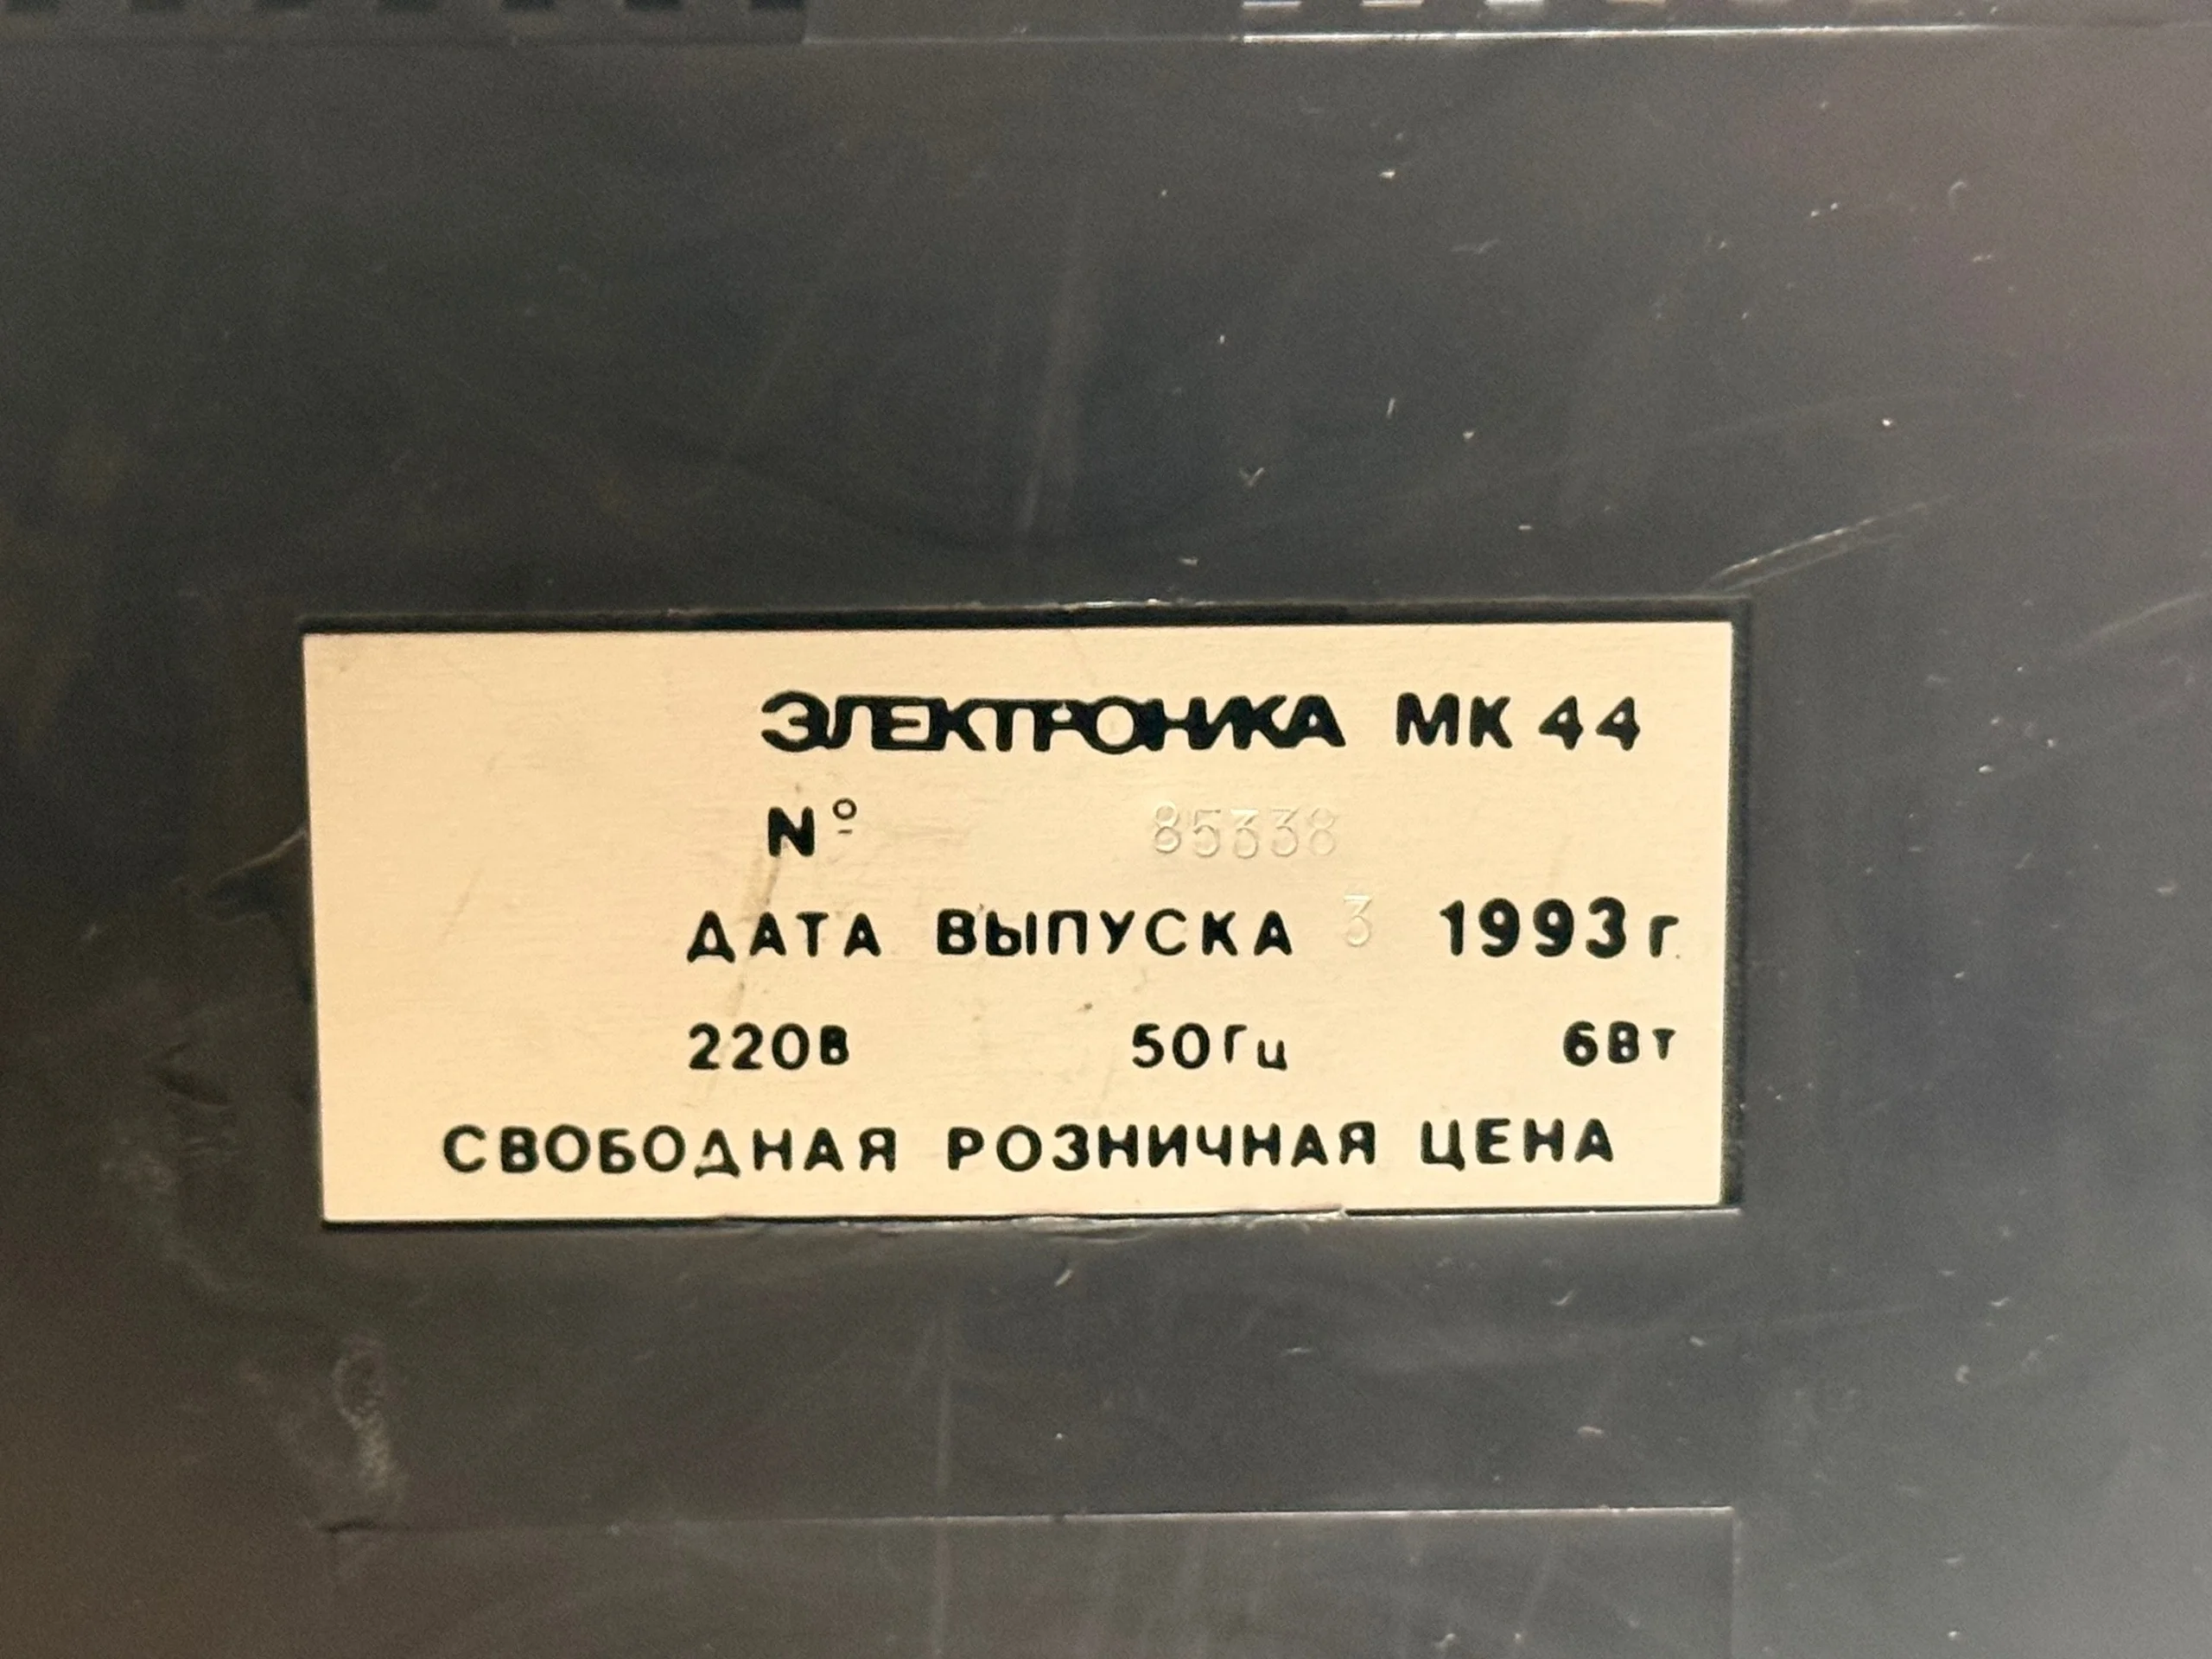 ЭЛЕКТРОНИКА МК 44
№ 85338
ДАТА ВЫПУСКА 3 1993 г.
220В 50Гц 6Вт
СВОБОДНАЯ РОЗНИЧНАЯ ЦЕНА